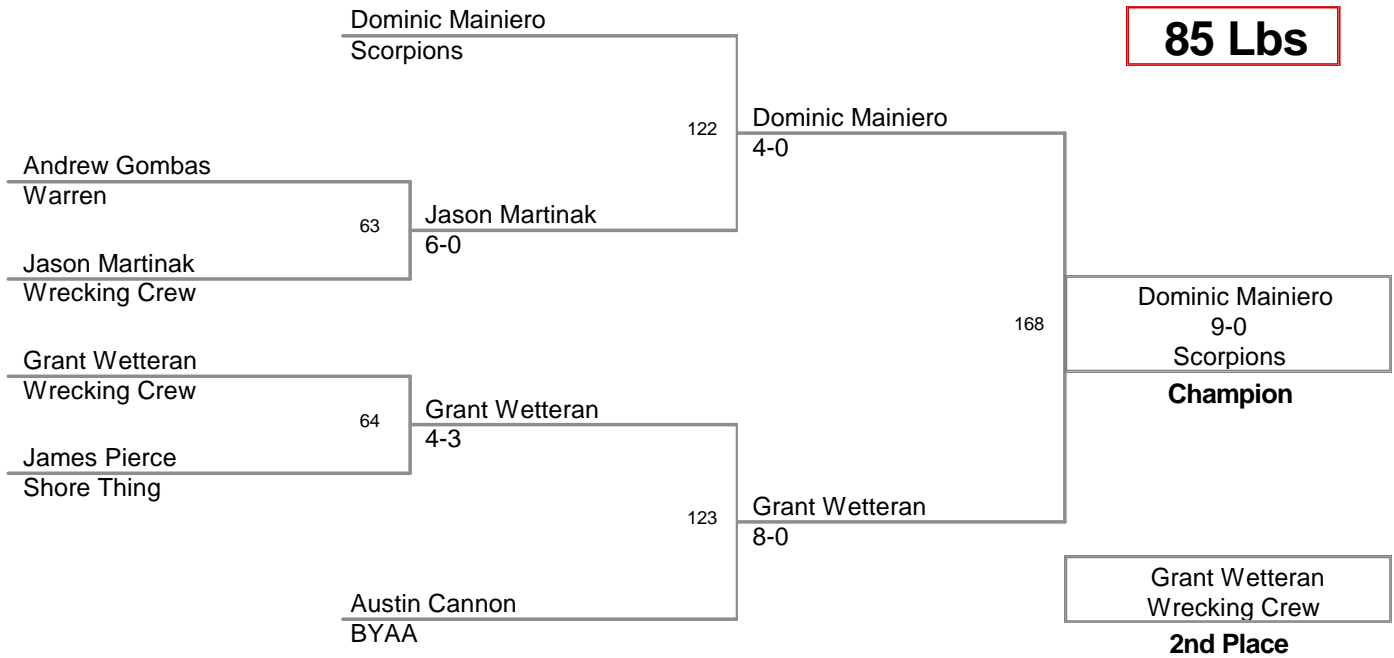 Dominic Mainiero
Scorpions
85 Lbs
122
Dominic Mainiero
4-0
Andrew Gombas
Warren
63
Jason Martinak
6-0
Jason Martinak
Wrecking Crew
168
Dominic Mainiero
9-0
Scorpions
Champion
Grant Wetteran
Wrecking Crew
64
Grant Wetteran
4-3
James Pierce
Shore Thing
123
Grant Wetteran
8-0
Austin Cannon
BYAA
Grant Wetteran
Wrecking Crew
2nd Place